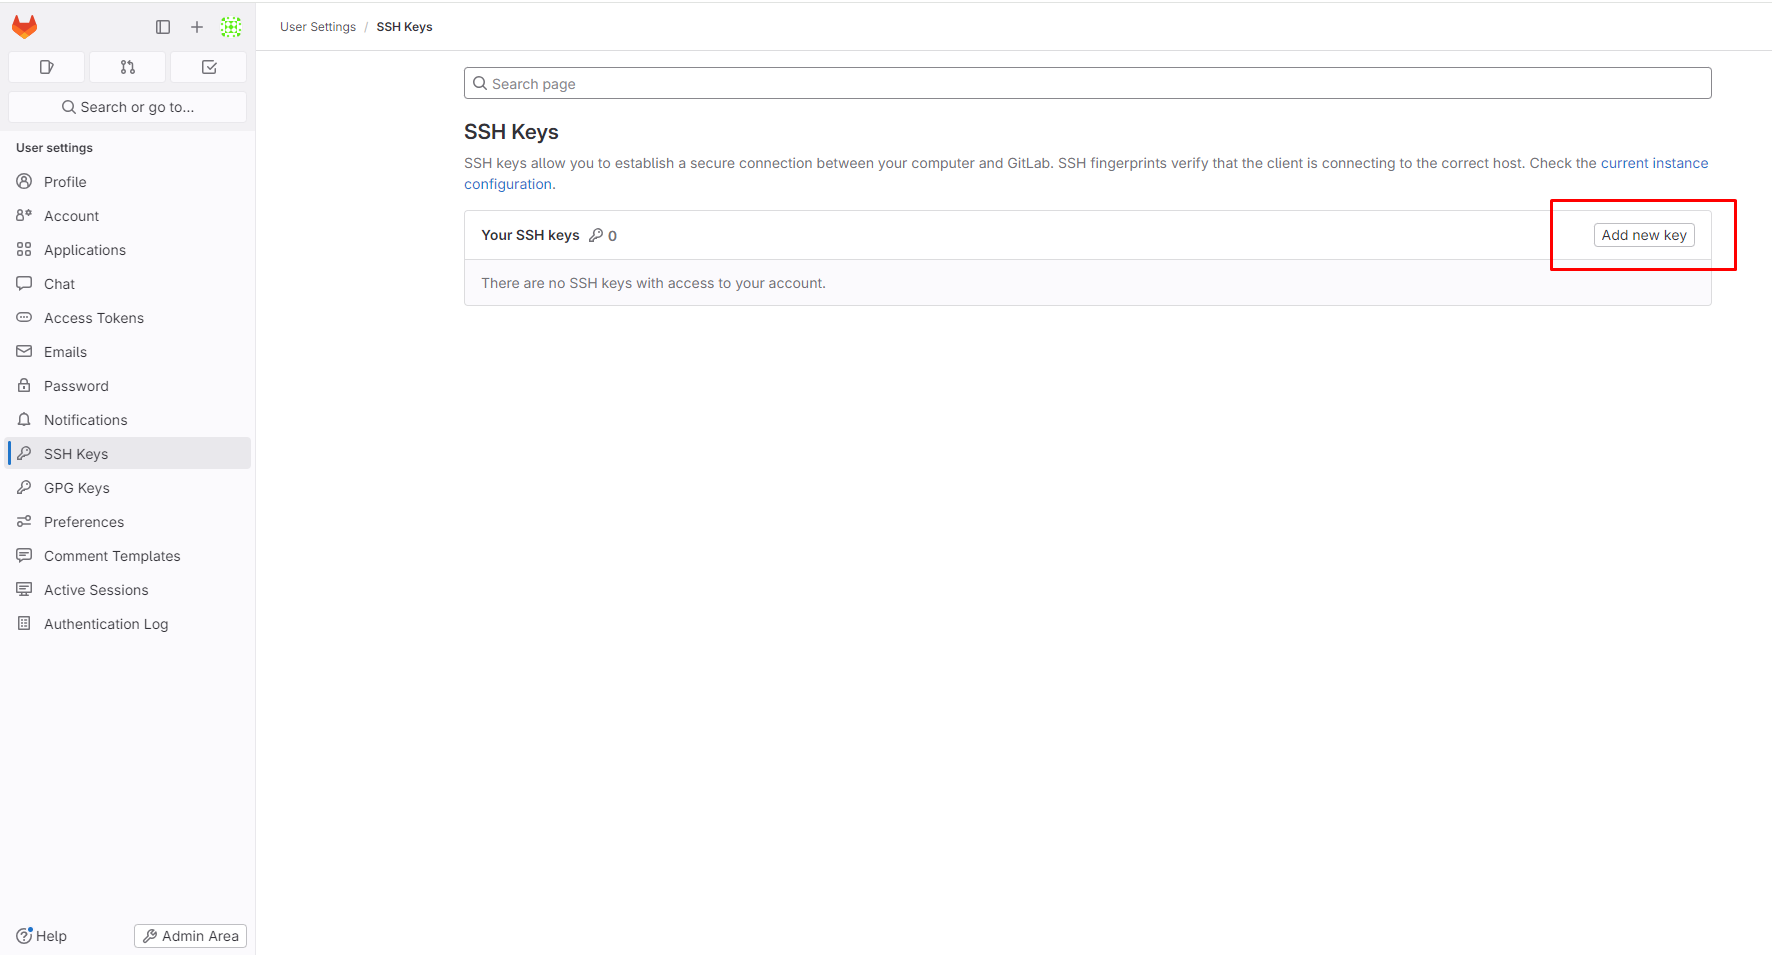 User Settings / SSH Keys
Search or go to...
User settings
Profile
Account
Applications
Chat
Access Tokens
Emails
Password
Notifications
SSH Keys
GPG Keys
Preferences
Comment Templates
Active Sessions
Authentication Log
Help
Admin Area
Search page
SSH Keys
SSH keys allow you to establish a secure connection between your computer and GitLab. SSH fingerprints verify that the client is connecting to the correct host. Check the current instance
configuration.
Your SSH keys 0
Add new key
There are no SSH keys with access to your account.